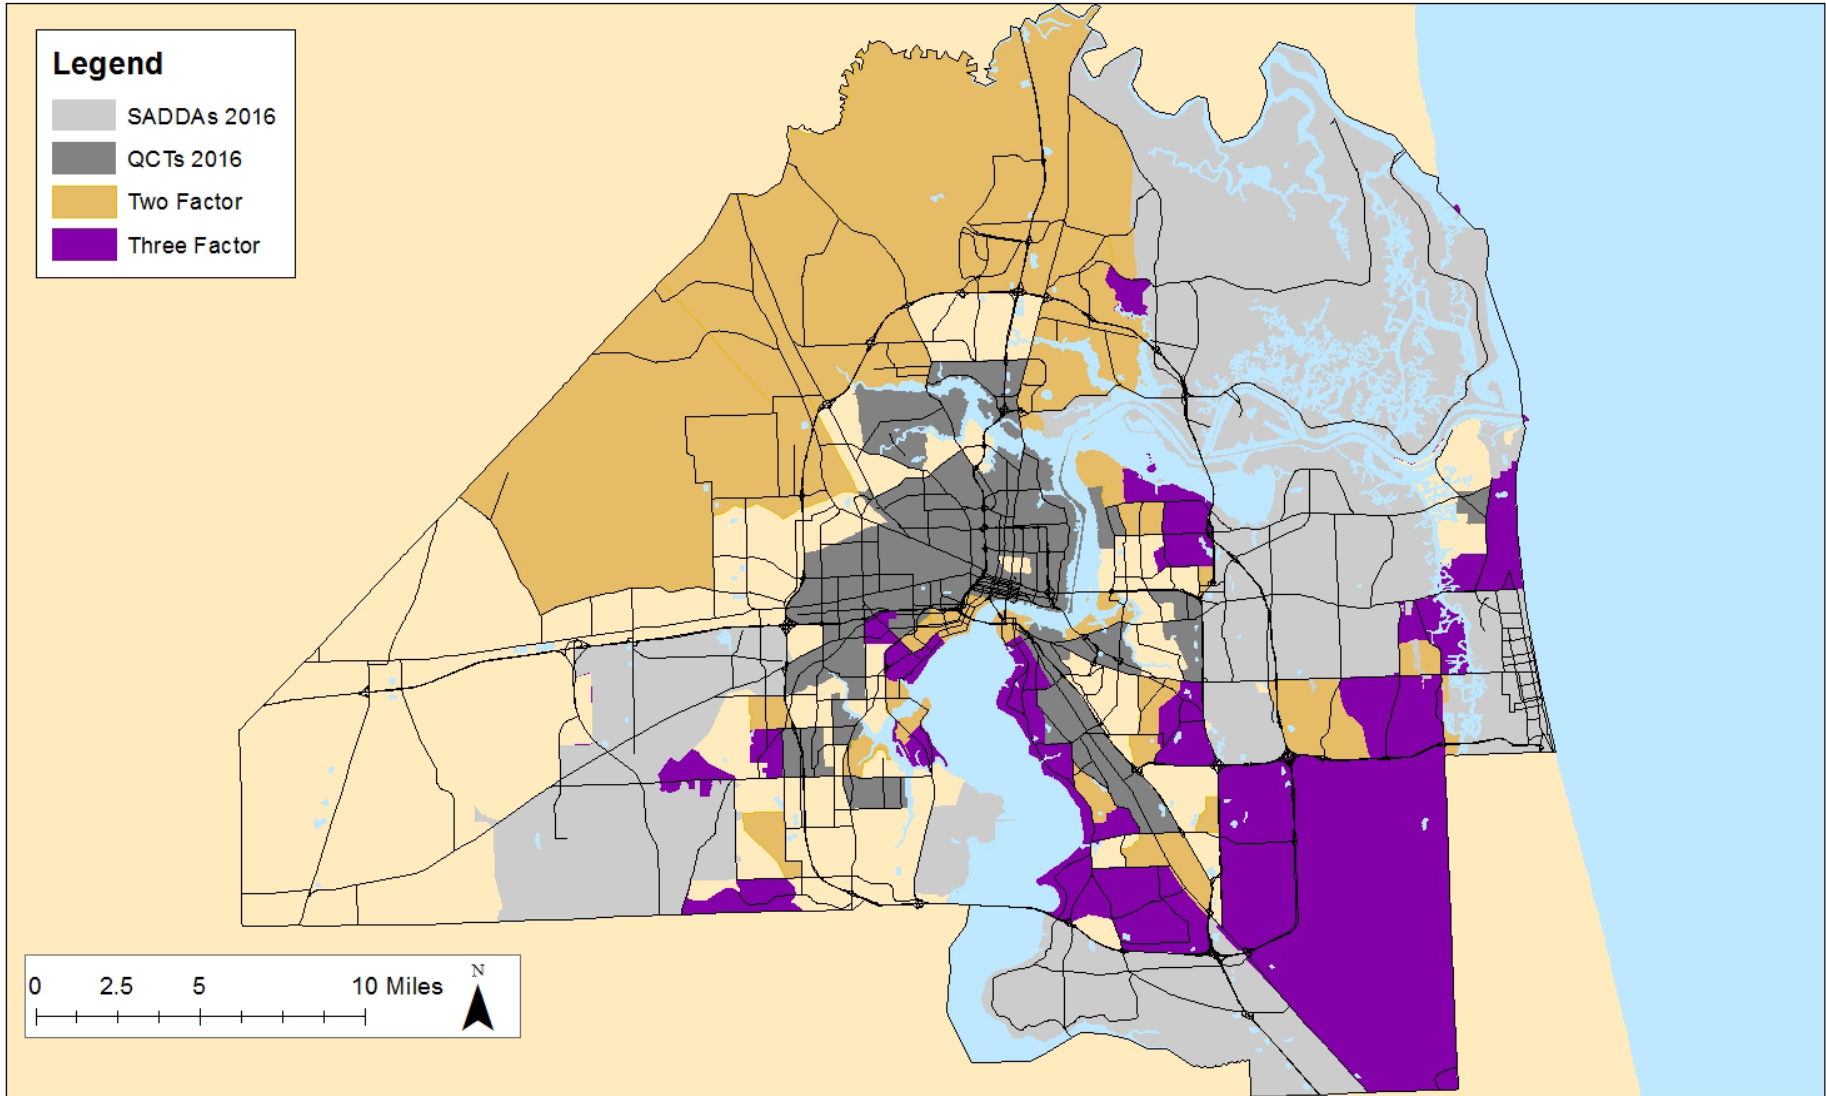 Legend
SADDAs 2016
QCTs 2016
Two Factor
Three Factor
0 2.5 5 10 Miles
N